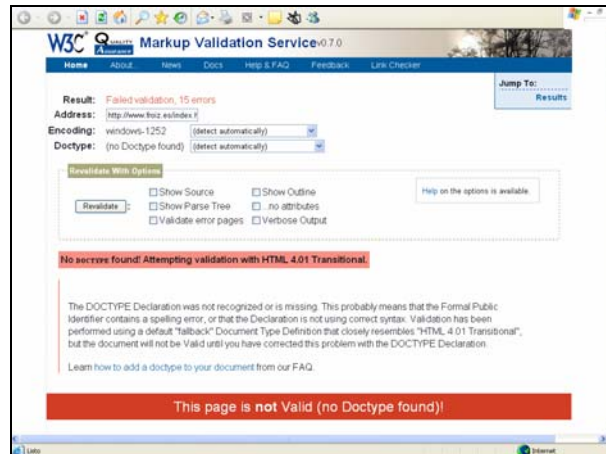 W3C® QUALITY ASSURANCE Markup Validation Service v0.7.0
Home About... News Docs Help & FAQ Feedback Link Checker
Jump To:
Results
Result: Failed validation, 15 errors
Address: http://www.froiz.es/index.h
Encoding: windows-1252 (detect automatically)
Doctype: (no Doctype found) (detect automatically)
Revalidate With Options
Show Source Show Outline Help on the options is available.
Revalidate : Show Parse Tree ...no attributes
Validate error pages Verbose Output
No DOCTYPE found! Attempting validation with HTML 4.01 Transitional.
The DOCTYPE Declaration was not recognized or is missing. This probably means that the Formal Public
Identifier contains a spelling error, or that the Declaration is not using correct syntax. Validation has been
performed using a default "fallback" Document Type Definition that closely resembles "HTML 4.01 Transitional",
but the document will not be Valid until you have corrected this problem with the DOCTYPE Declaration.
Learn how to add a doctype to your document from our FAQ.
This page is not Valid (no Doctype found)!
Listo Internet